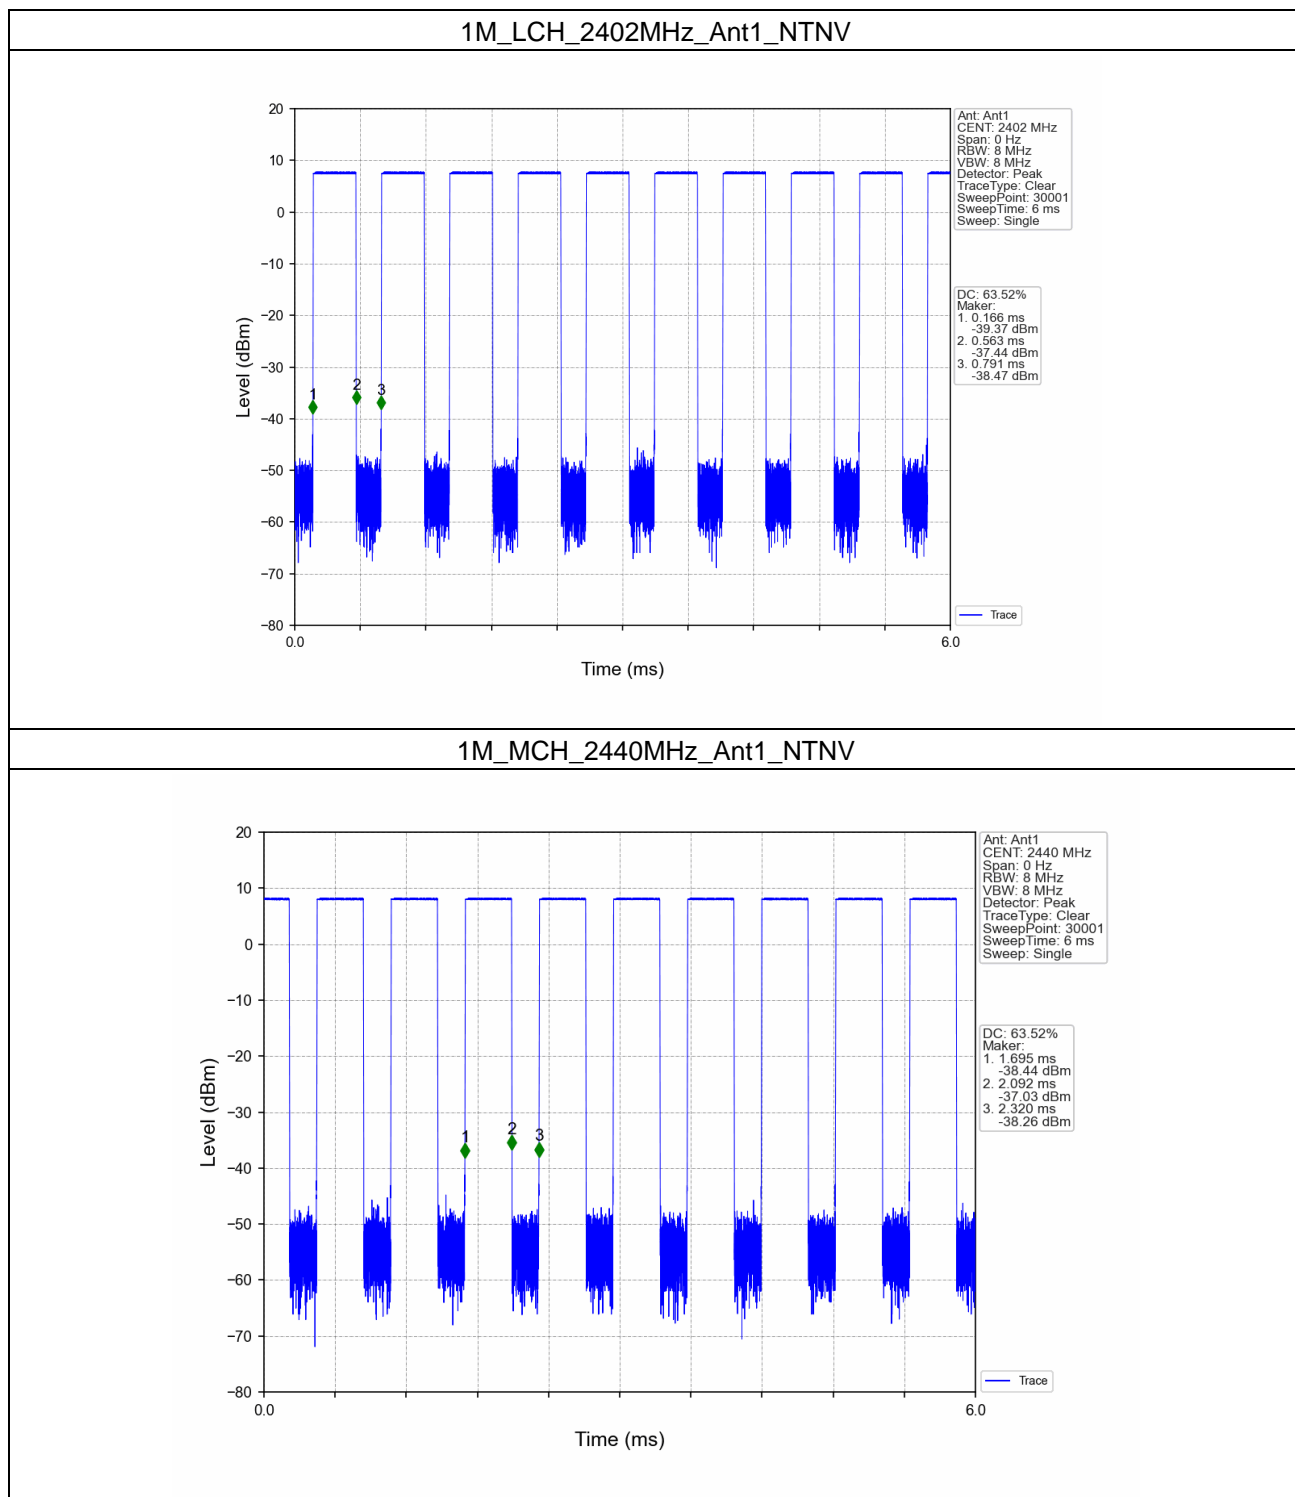 1M_LCH_2402MHz_Ant1_NTNV
20
10
0
−10
−20
−30
−40
−50
−60
−70
−80
Level (dBm)
1
2
3
0.0
6.0
Time (ms)
Ant: Ant1
CENT: 2402 MHz
Span: 0 Hz
RBW: 8 MHz
VBW: 8 MHz
Detector: Peak
TraceType: Clear
SweepPoint: 30001
SweepTime: 6 ms
Sweep: Single
DC: 63.52%
Maker:
1. 0.166 ms
-39.37 dBm
2. 0.563 ms
-37.44 dBm
3. 0.791 ms
-38.47 dBm
Trace
1M_MCH_2440MHz_Ant1_NTNV
20
10
0
−10
−20
−30
−40
−50
−60
−70
−80
Level (dBm)
1
2
3
0.0
6.0
Time (ms)
Ant: Ant1
CENT: 2440 MHz
Span: 0 Hz
RBW: 8 MHz
VBW: 8 MHz
Detector: Peak
TraceType: Clear
SweepPoint: 30001
SweepTime: 6 ms
Sweep: Single
DC: 63.52%
Maker:
1. 1.695 ms
-38.44 dBm
2. 2.092 ms
-37.03 dBm
3. 2.320 ms
-38.26 dBm
Trace